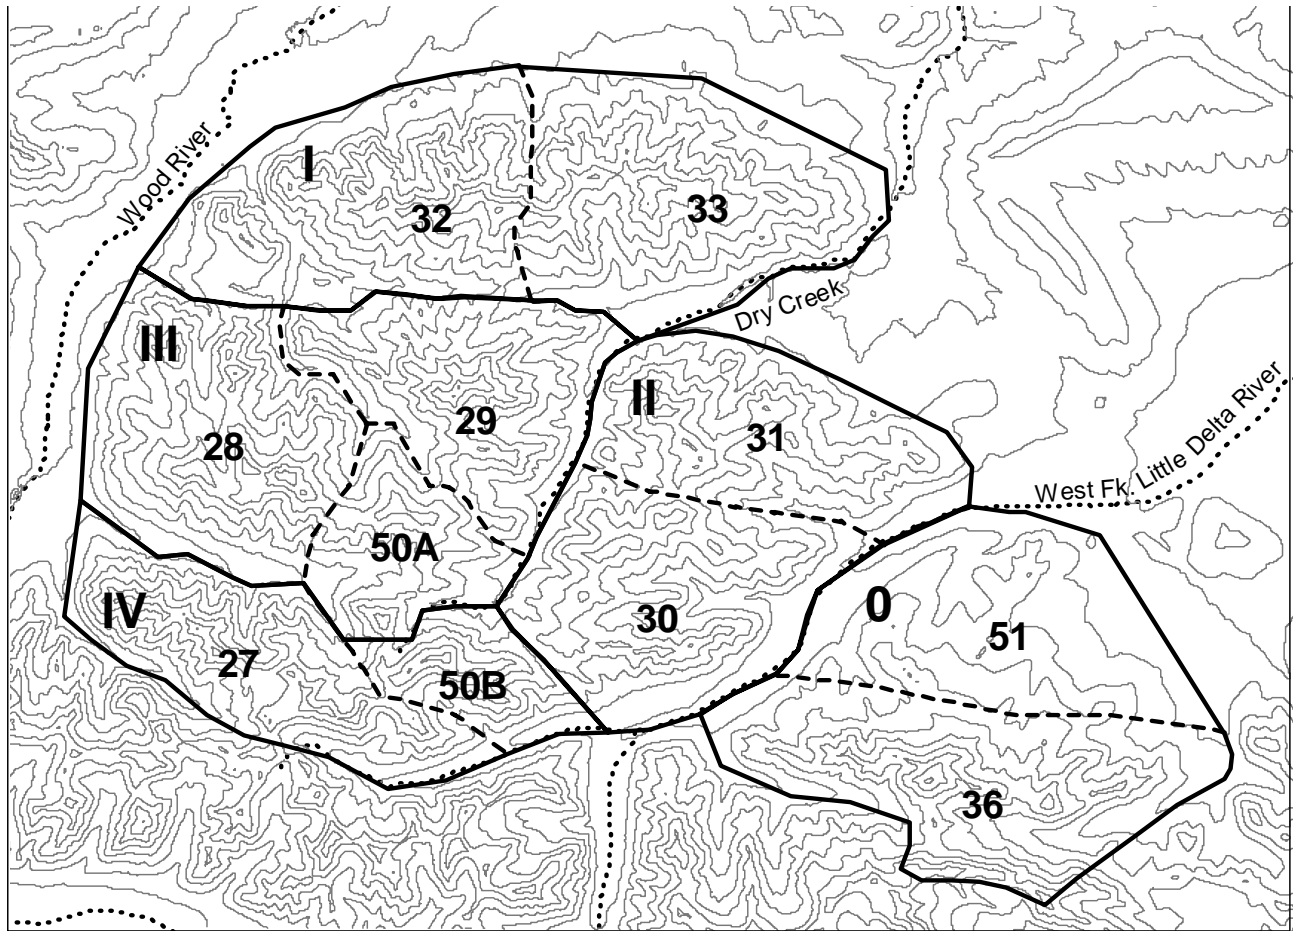 Wood River
I
32
33
Dry Creek
III
II
29
28
31
West Fk. Little Delta River
50A
IV
30
0
51
27
50B
36